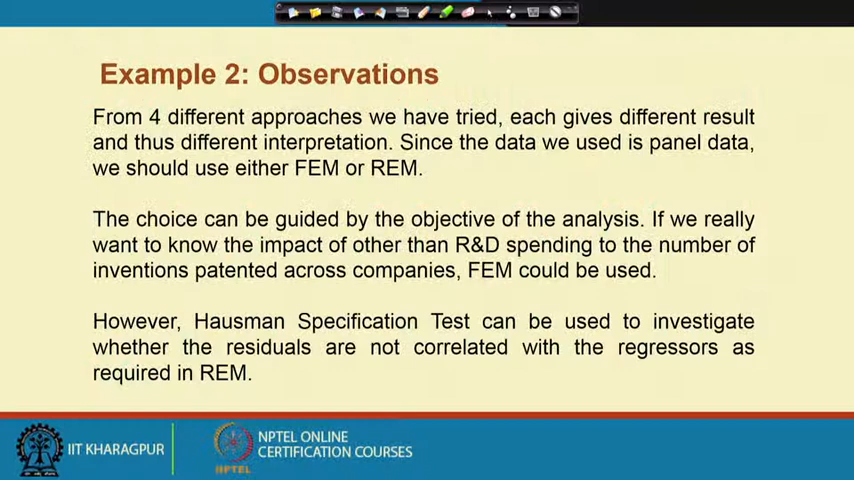 Example 2: Observations
From 4 different approaches we have tried, each gives different result
and thus different interpretation. Since the data we used is panel data,
we should use either FEM or REM.
The choice can be guided by the objective of the analysis. If we really
want to know the impact of other than R&D spending to the number of
inventions patented across companies, FEM could be used.
However, Hausman Specification Test can be used to investigate
whether the residuals are not correlated with the regressors as
required in REM.
IIT KHARAGPUR
NPTEL
NPTEL ONLINE
CERTIFICATION COURSES